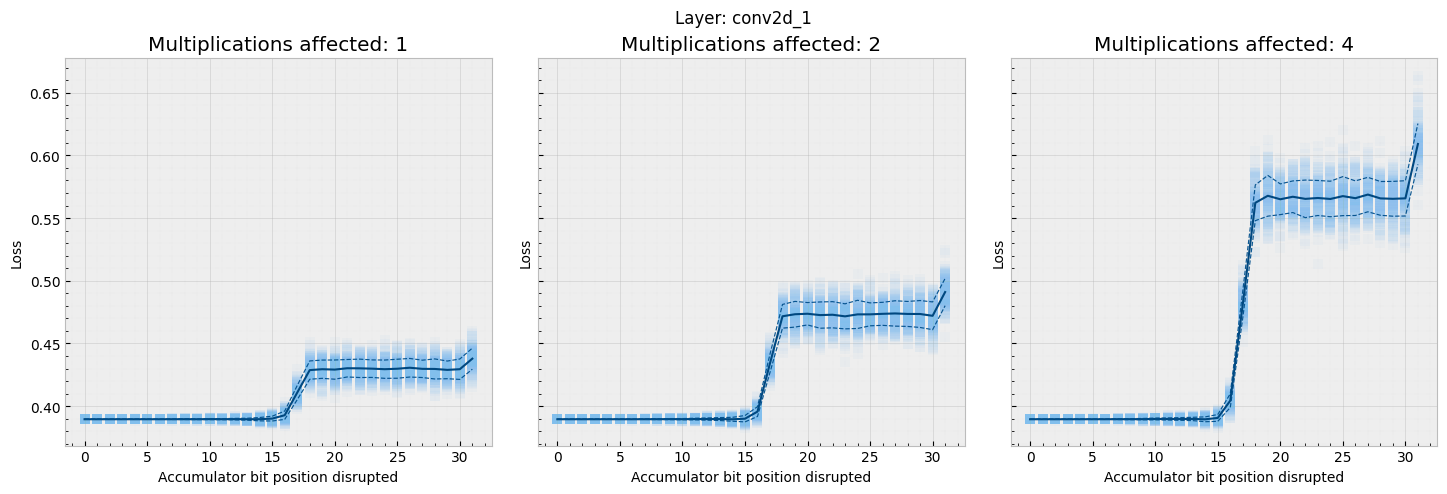 Layer: conv2d_1
Multiplications affected: 1
Multiplications affected: 2
Multiplications affected: 4
Loss
0.65
0.60
0.55
0.50
0.45
0.40
0 5 10 15 20 25 30
Accumulator bit position disrupted
Loss
0 5 10 15 20 25 30
Accumulator bit position disrupted
Loss
0 5 10 15 20 25 30
Accumulator bit position disrupted